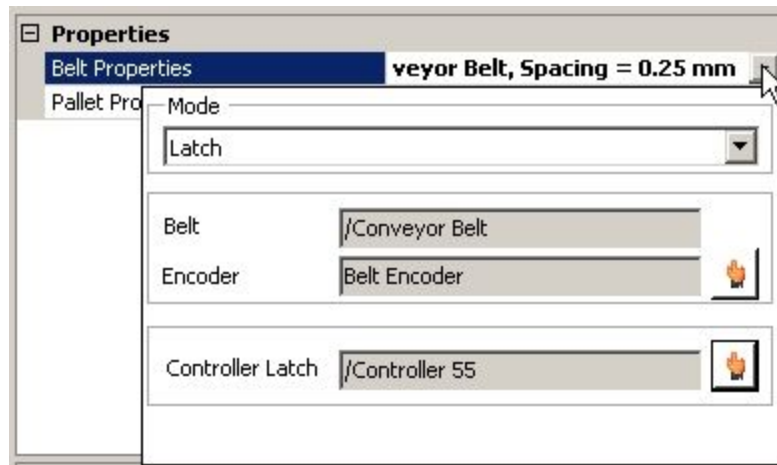 Properties
Belt Properties veyor Belt, Spacing = 0.25 mm
Pallet Pro
Mode
Latch
Belt /Conveyor Belt
Encoder Belt Encoder
Controller Latch /Controller 55